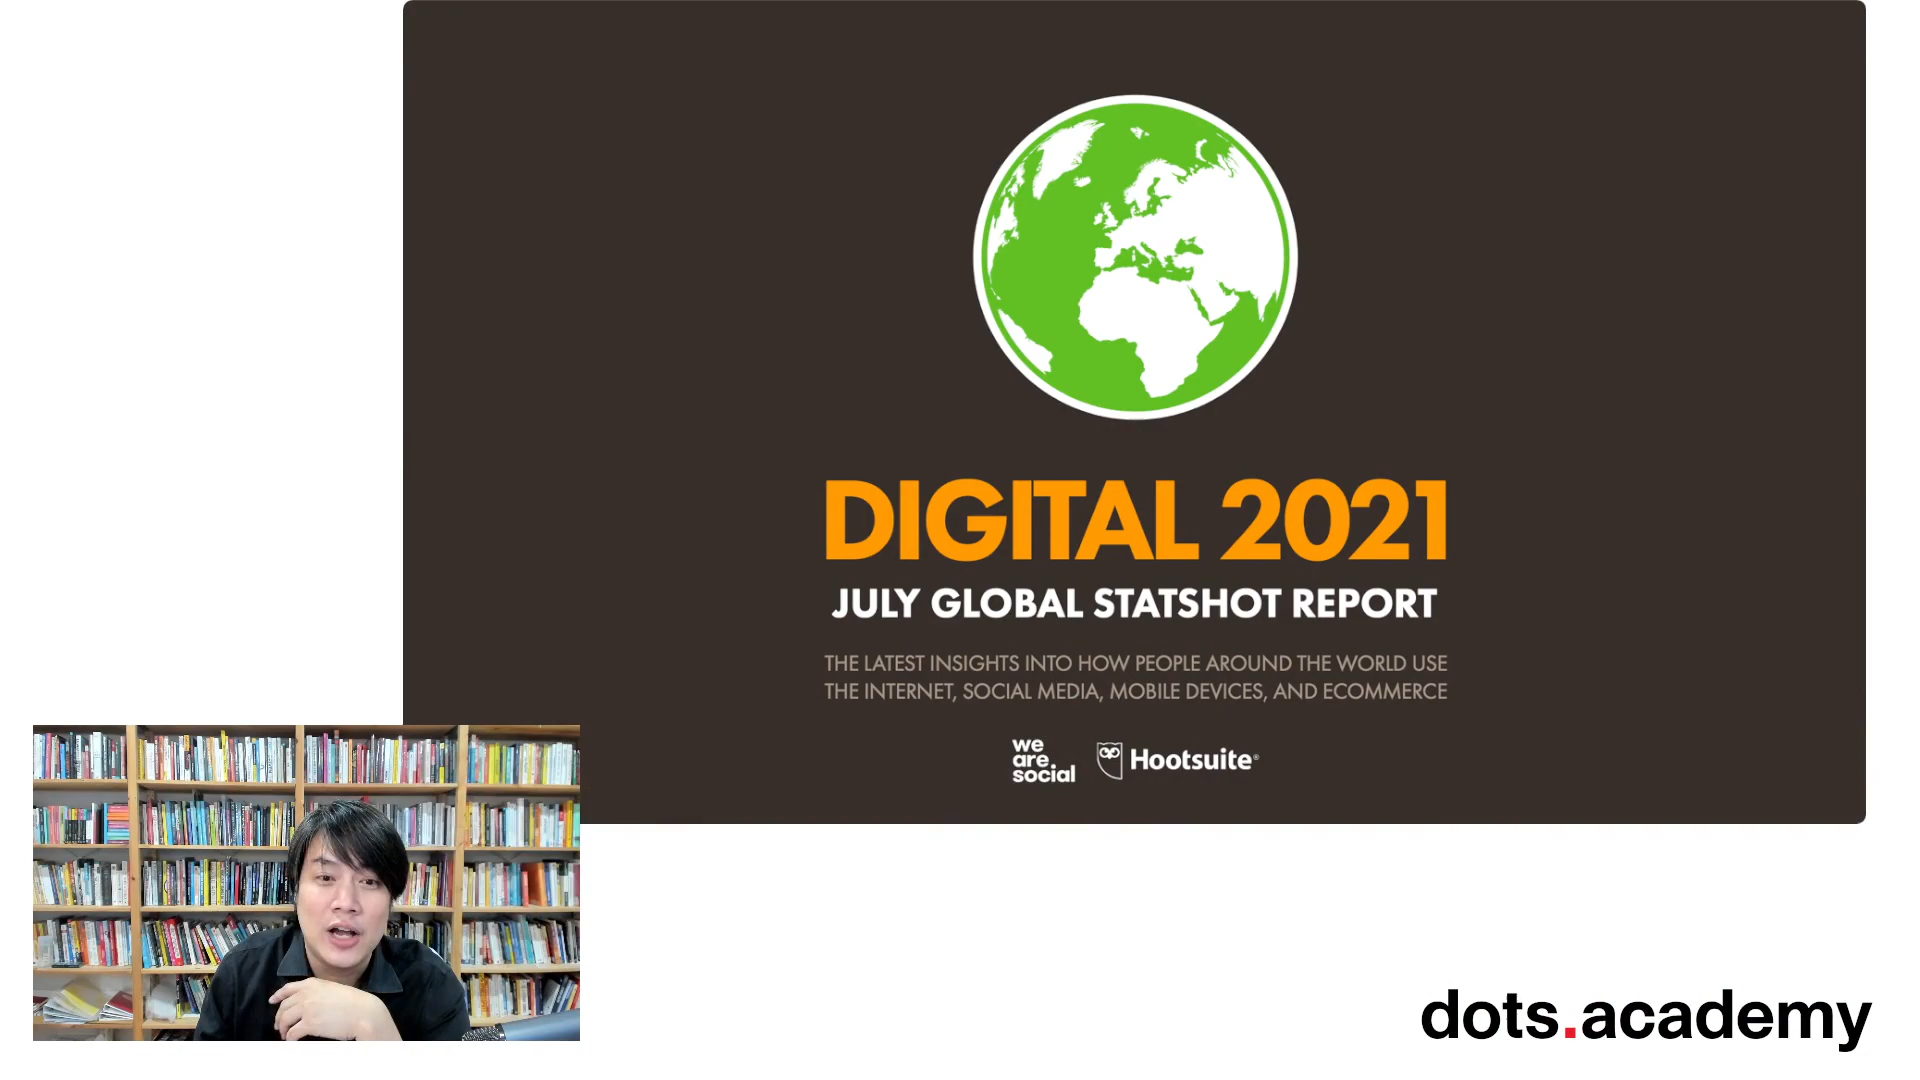 DIGITAL 2021
JULY GLOBAL STATSHOT REPORT
THE LATEST INSIGHTS INTO HOW PEOPLE AROUND THE WORLD USE
THE INTERNET, SOCIAL MEDIA, MOBILE DEVICES, AND ECOMMERCE
we
are.
social
Hootsuite®
dots.academy